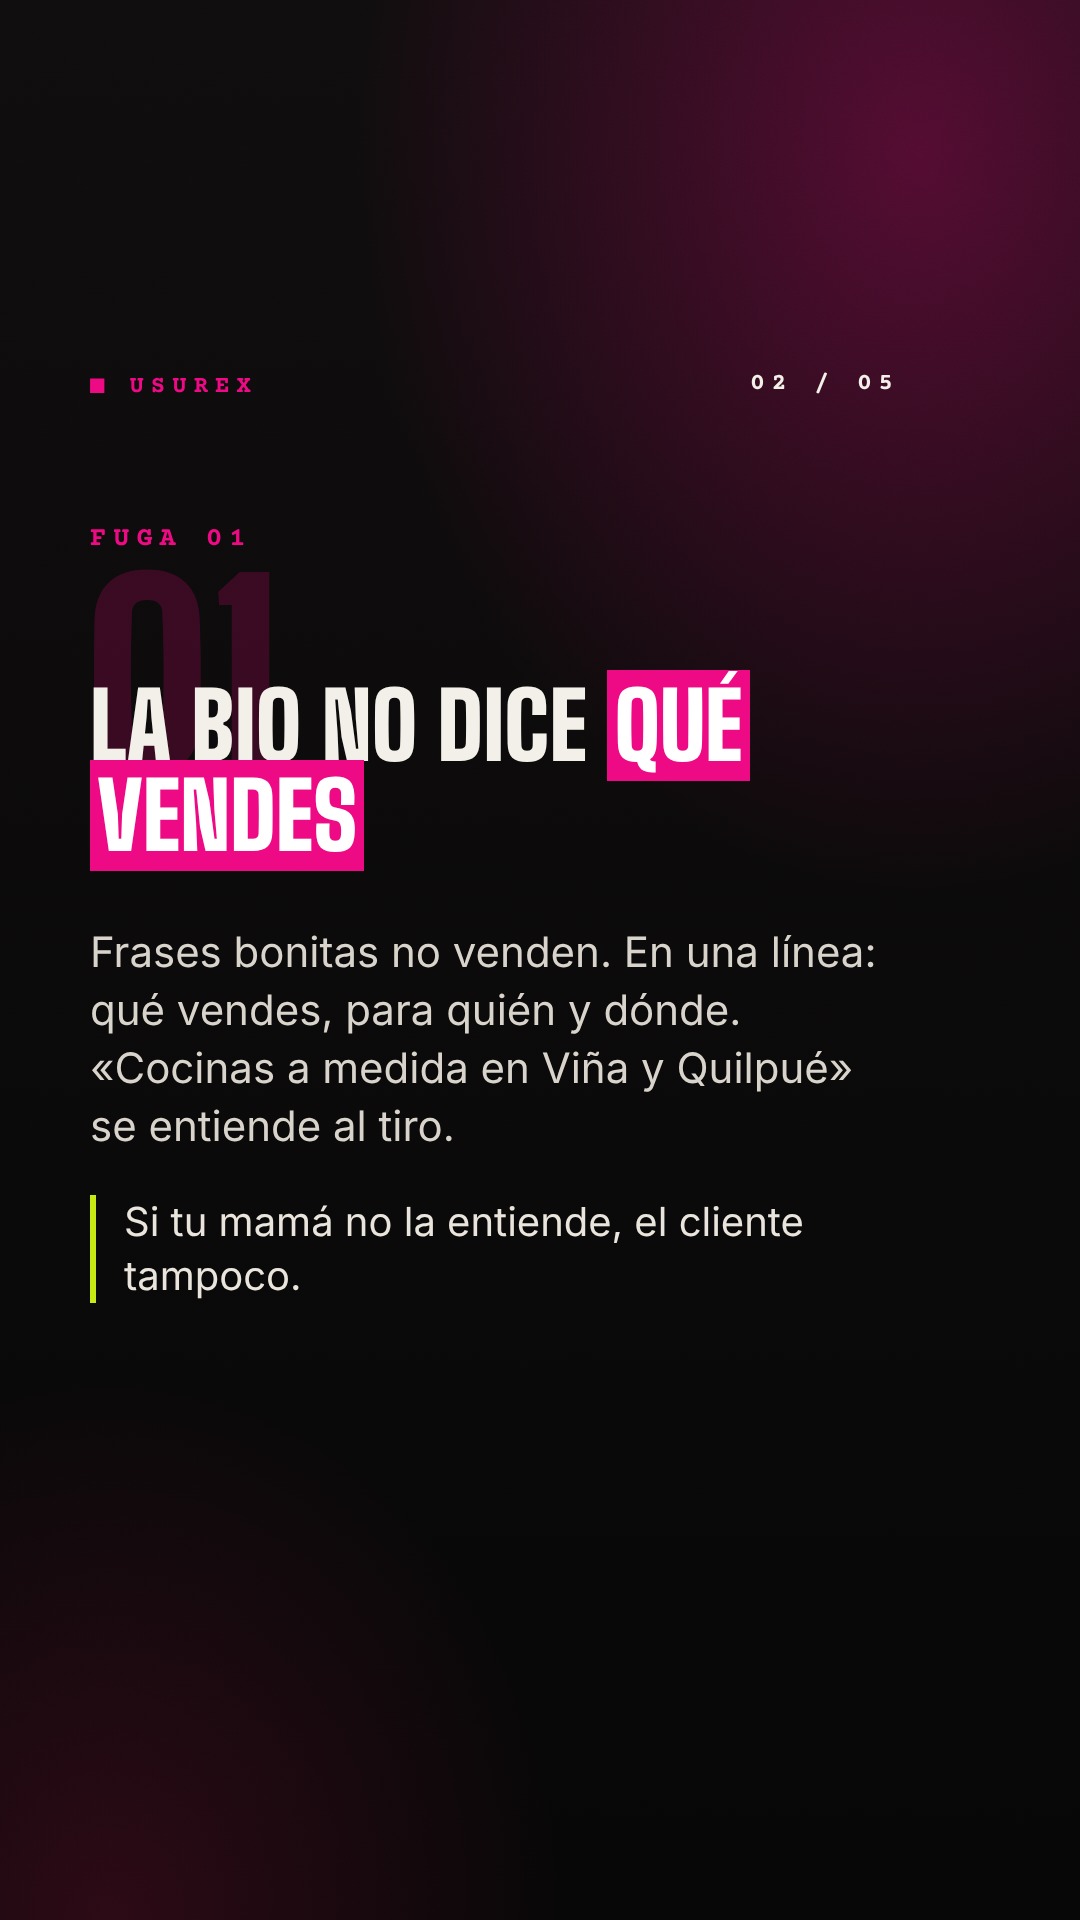 USUREX
02 / 05
FUGA 01
01
LA BIO NO DICE QUÉ
VENDES
Frases bonitas no venden. En una línea:
qué vendes, para quién y dónde.
«Cocinas a medida en Viña y Quilpué»
se entiende al tiro.
Si tu mamá no la entiende, el cliente
tampoco.